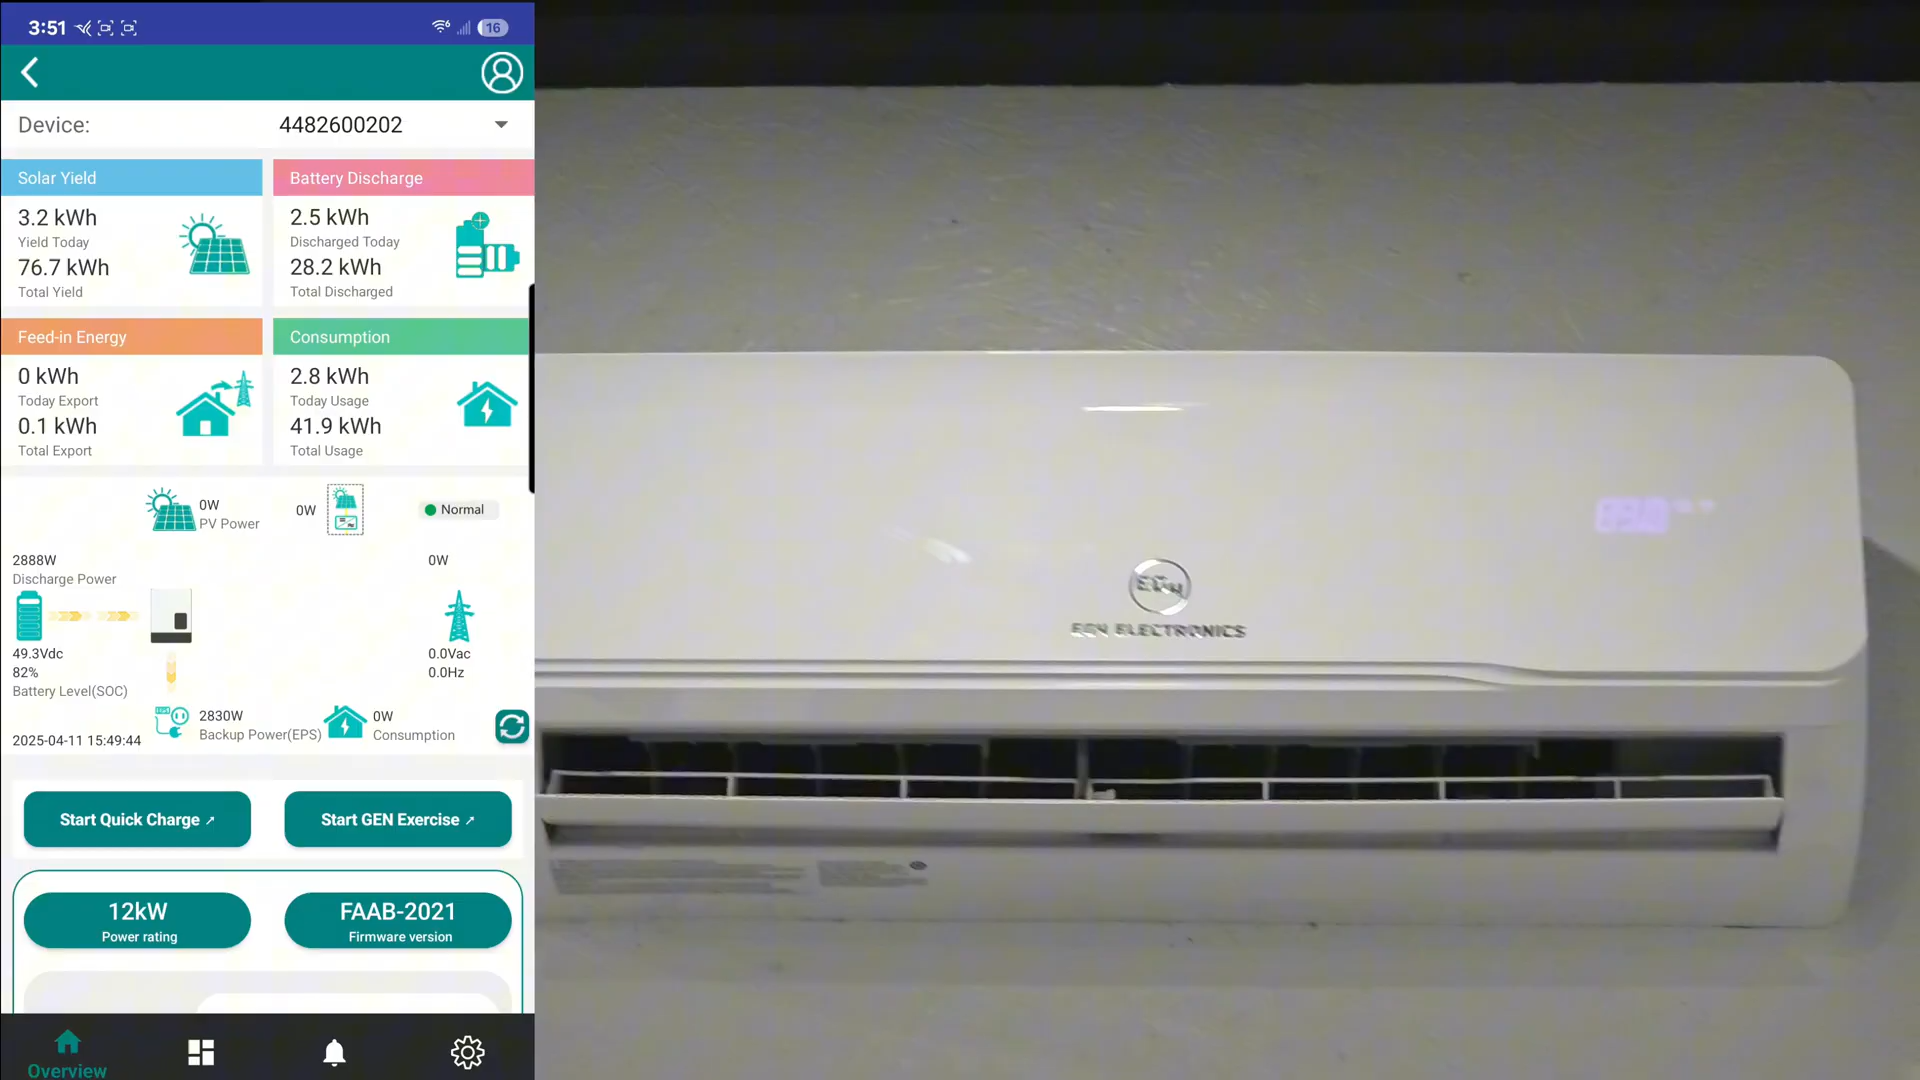 3:51
16
Device:
4482600202
Solar Yield
3.2 kWh
Yield Today
76.7 kWh
Total Yield
Battery Discharge
2.5 kWh
Discharged Today
28.2 kWh
Total Discharged
Feed-in Energy
0 kWh
Today Export
0.1 kWh
Total Export
Consumption
2.8 kWh
Today Usage
41.9 kWh
Total Usage
0W
PV Power
0W
Normal
2888W
Discharge Power
0W
49.3Vdc
82%
Battery Level(SOC)
0.0Vac
0.0Hz
EPS
2830W
Backup Power(EPS)
0W
Consumption
2025-04-11 15:49:44
Start Quick Charge
Start GEN Exercise
12kW
Power rating
FAAB-2021
Firmware version
Overview
EG4
EG4 ELECTRONICS